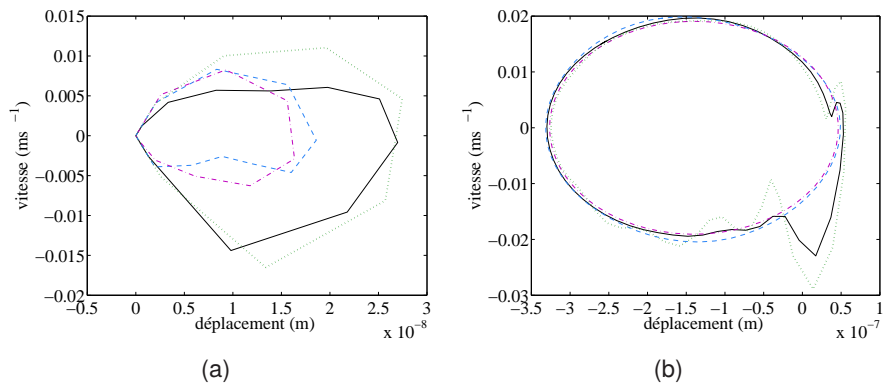 0.015
0.01
0.005
0
−0.005
−0.01
−0.015
−0.02
vitesse (ms −1)
−0.5 0 0.5 1 1.5 2 2.5 3
déplacement (m)
x 10 −8
(a)
0.02
0.01
0
−0.01
−0.02
−0.03
vitesse (ms −1)
−3.5 −3 −2.5 −2 −1.5 −1 −0.5 0 0.5 1
déplacement (m)
x 10 −7
(b)